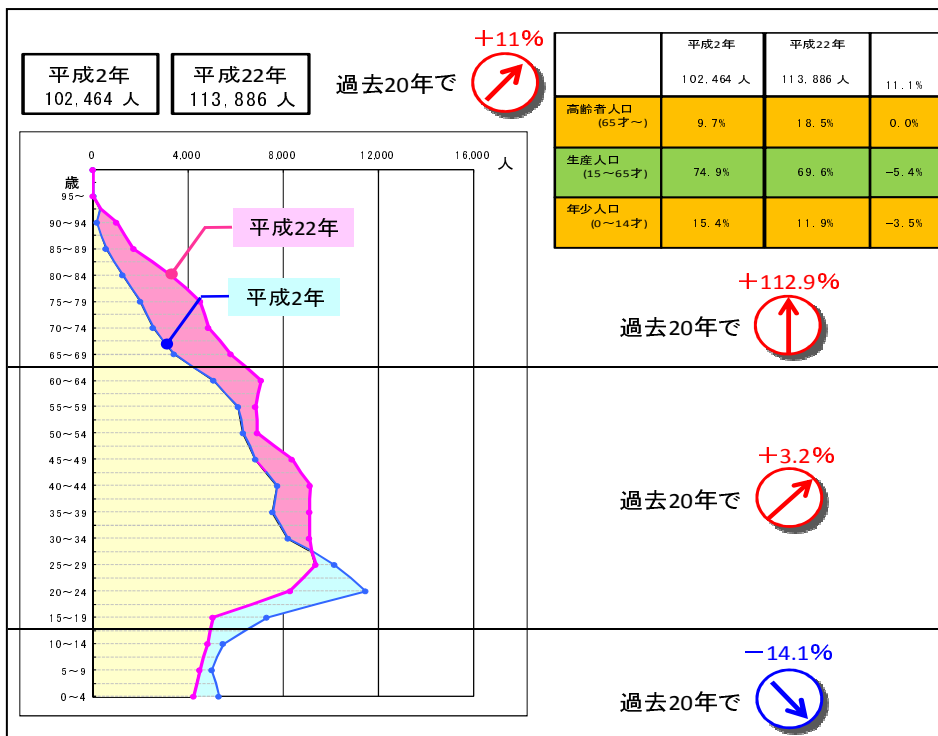 平成2年
102,464 人
平成22年
113,886 人
過去20年で
+11%
平成2年
102,464 人
平成22年
113,886 人
11.1%
高齢者人口
(65才~)
9.7%
18.5%
0.0%
生産人口
(15~65才)
74.9%
69.6%
−5.4%
年少人口
(0~14才)
15.4%
11.9%
−3.5%
0
4,000
8,000
12,000
16,000
人
歳
95~
90~94
85~89
80~84
75~79
70~74
65~69
60~64
55~59
50~54
45~49
40~44
35~39
30~34
25~29
20~24
15~19
10~14
5~9
0~4
平成22年
平成2年
+112.9%
過去20年で
+3.2%
過去20年で
−14.1%
過去20年で